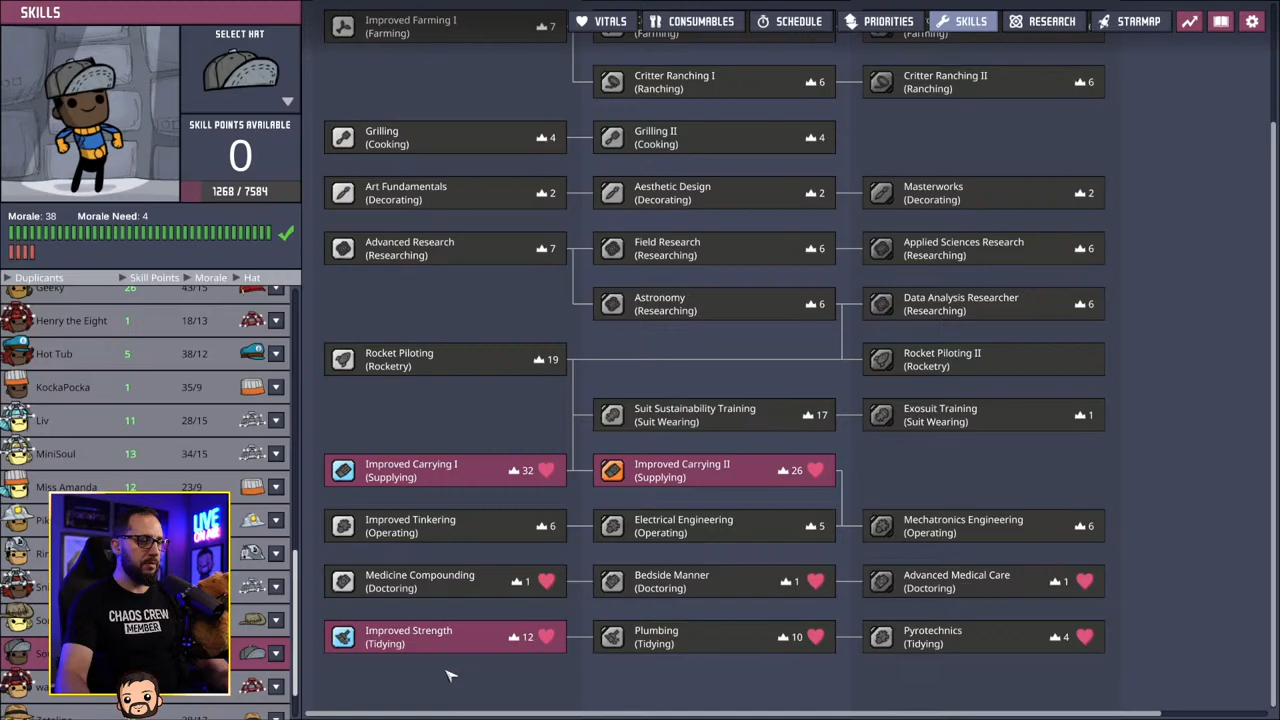 SKILLS
VITALS
CONSUMABLES
SCHEDULE
PRIORITIES
SKILLS
RESEARCH
STARMAP
SELECT HAT
SKILL POINTS AVAILABLE
0
1268 / 7584
Morale: 38 Morale Need: 4
Duplicants Skill Points Morale Hat
Geeky 26 43/15
Henry the Eight 1 18/13
Hot Tub 5 38/12
KockaPocka 1 35/9
Liv 11 28/15
MiniSoul 13 34/15
Miss Amanda 12 23/9
LIVE ON AIR
CHAOS CREW
MEMBER
Improved Farming I 7
(Farming)
(Farming)
(Farming)
Critter Ranching I 6
(Ranching)
Critter Ranching II 6
(Ranching)
Grilling 4
(Cooking)
Grilling II 4
(Cooking)
Art Fundamentals 2
(Decorating)
Aesthetic Design 2
(Decorating)
Masterworks 2
(Decorating)
Advanced Research 7
(Researching)
Field Research 6
(Researching)
Applied Sciences Research 6
(Researching)
Astronomy 6
(Researching)
Data Analysis Researcher 6
(Researching)
Rocket Piloting 19
(Rocketry)
Rocket Piloting II
(Rocketry)
Suit Sustainability Training 17
(Suit Wearing)
Exosuit Training 1
(Suit Wearing)
Improved Carrying I 32
(Supplying)
Improved Carrying II 26
(Supplying)
Improved Tinkering 6
(Operating)
Electrical Engineering 5
(Operating)
Mechatronics Engineering 6
(Operating)
Medicine Compounding 1
(Doctoring)
Bedside Manner 1
(Doctoring)
Advanced Medical Care 1
(Doctoring)
Improved Strength 12
(Tidying)
Plumbing 10
(Tidying)
Pyrotechnics 4
(Tidying)